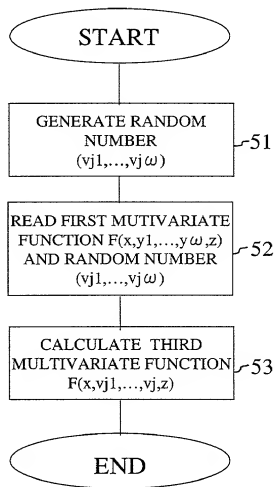 START
GENERATE RANDOM
NUMBER
(vj1,...,vjω)
51
READ FIRST MUTIVARIATE
FUNCTION F(x,y1,...,yω,z)
AND RANDOM NUMBER
(vj1,...,vjω)
52
CALCULATE THIRD
MULTIVARIATE FUNCTION
F(x,vj1,...,vj,z)
53
END